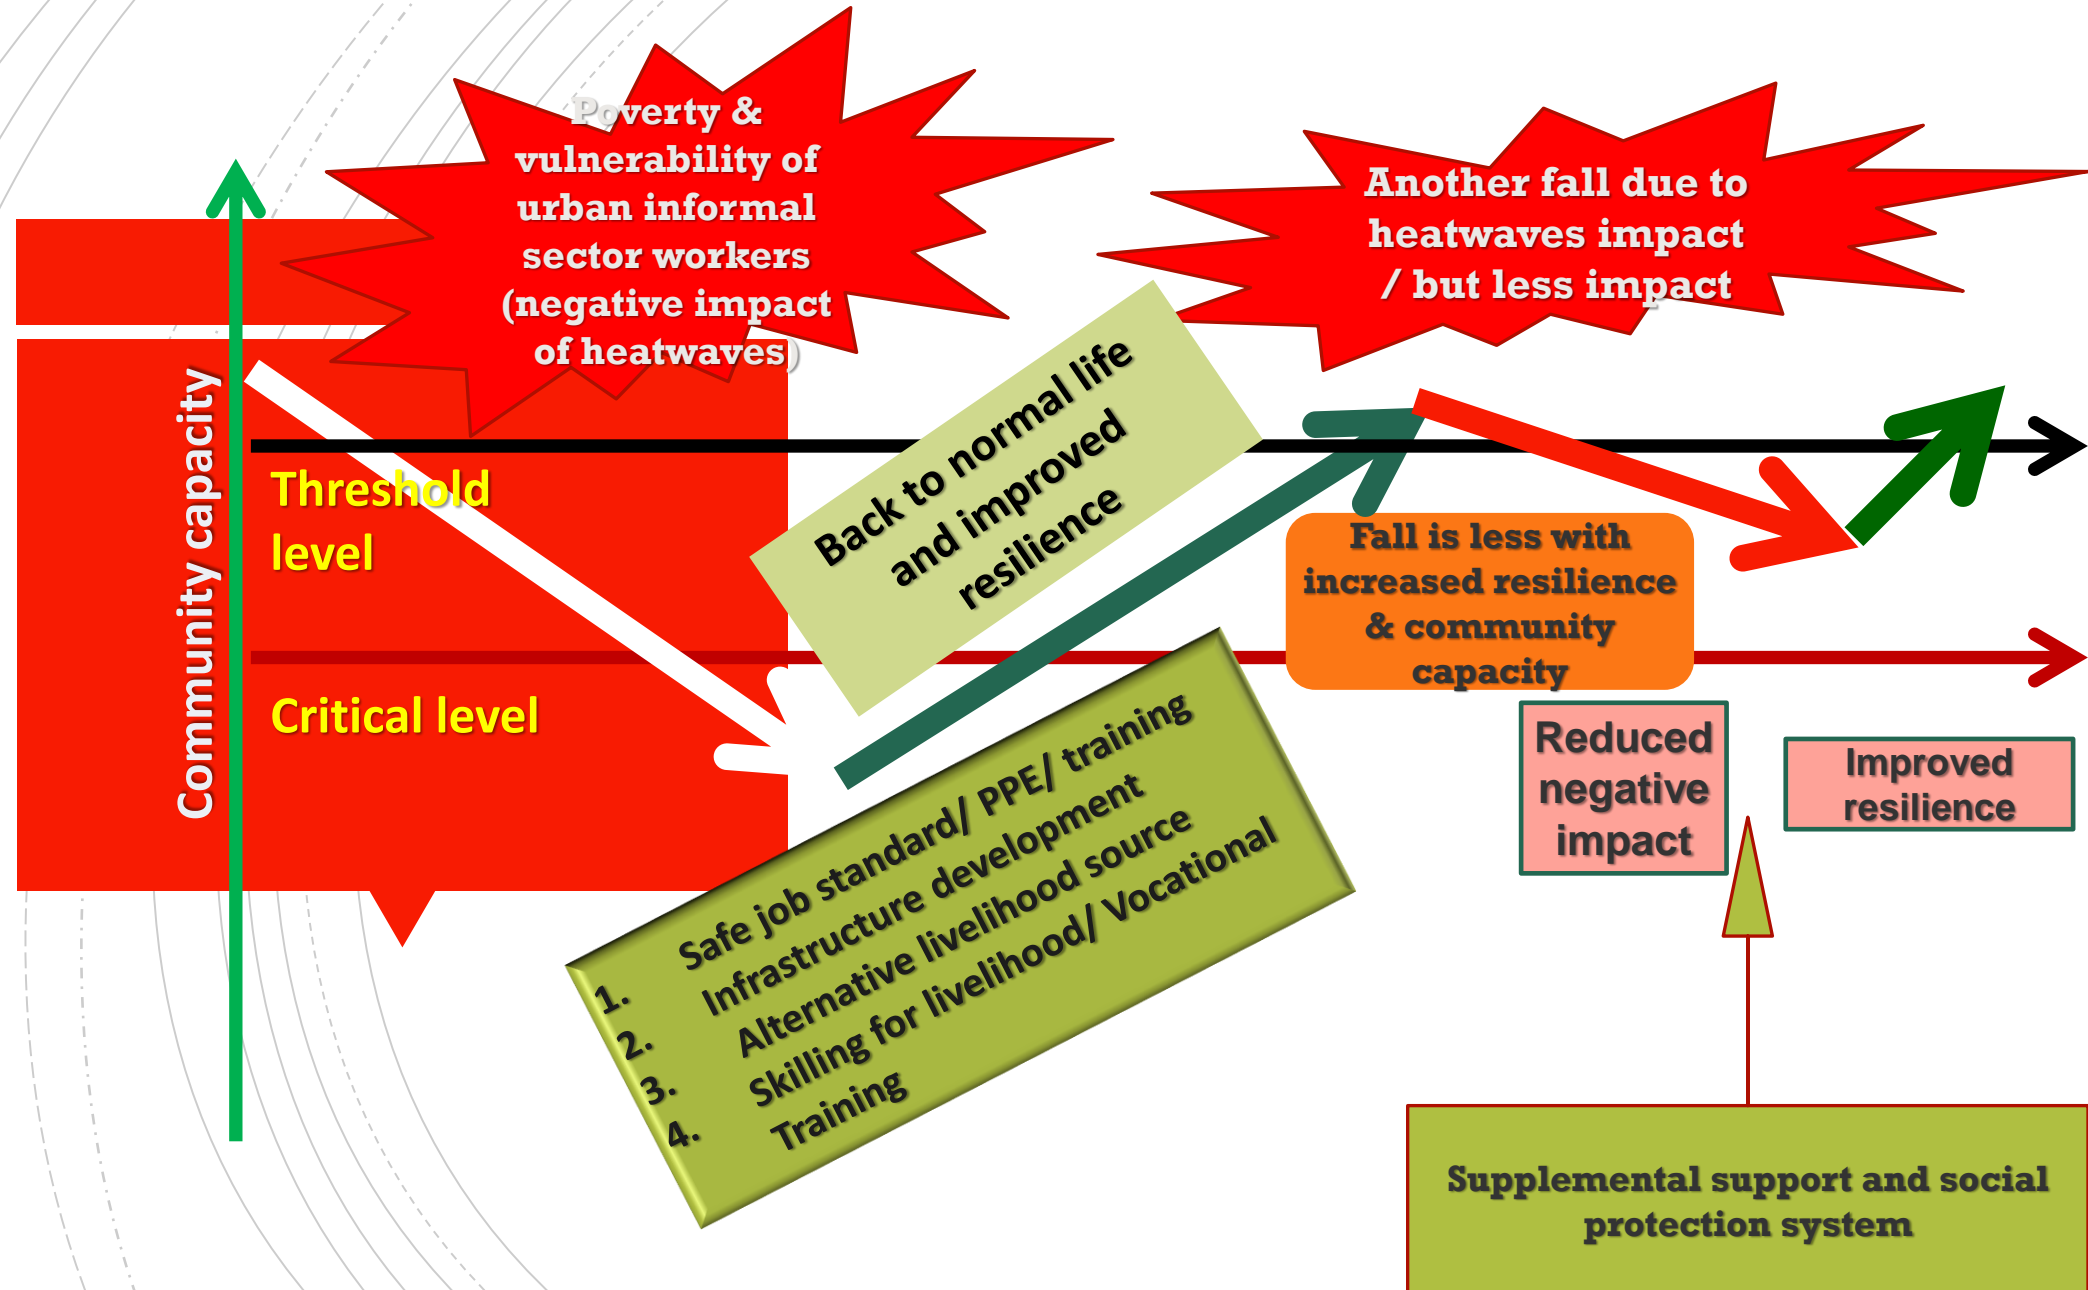 Poverty &
vulnerability of
urban informal
sector workers
(negative impact
of heatwaves)
Another fall due to
heatwaves impact
/ but less impact
Community capacity
Threshold
level
Critical level
Back to normal life
and improved
resilience
Fall is less with
increased resilience
& community
capacity
1. Safe job standard/ PPE/ training
2. Infrastructure development
3. Alternative livelihood source
4. Skilling for livelihood/ Vocational
Training
Reduced
negative
impact
Improved
resilience
Supplemental support and social
protection system